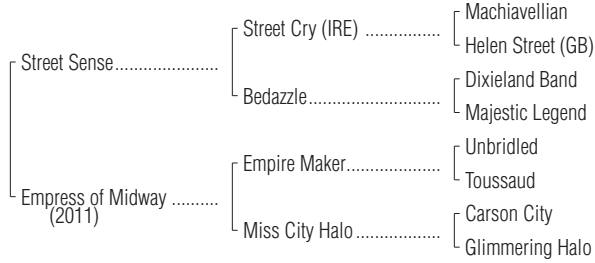 Machiavellian
Street Cry (IRE) ..................
Helen Street (GB)
Street Sense.........................
Dixieland Band
Bedazzle................................
Majestic Legend
Unbridled
Empire Maker......................
Toussaud
Empress of Midway ...........
(2011)
Carson City
Miss City Halo ....................
Glimmering Halo